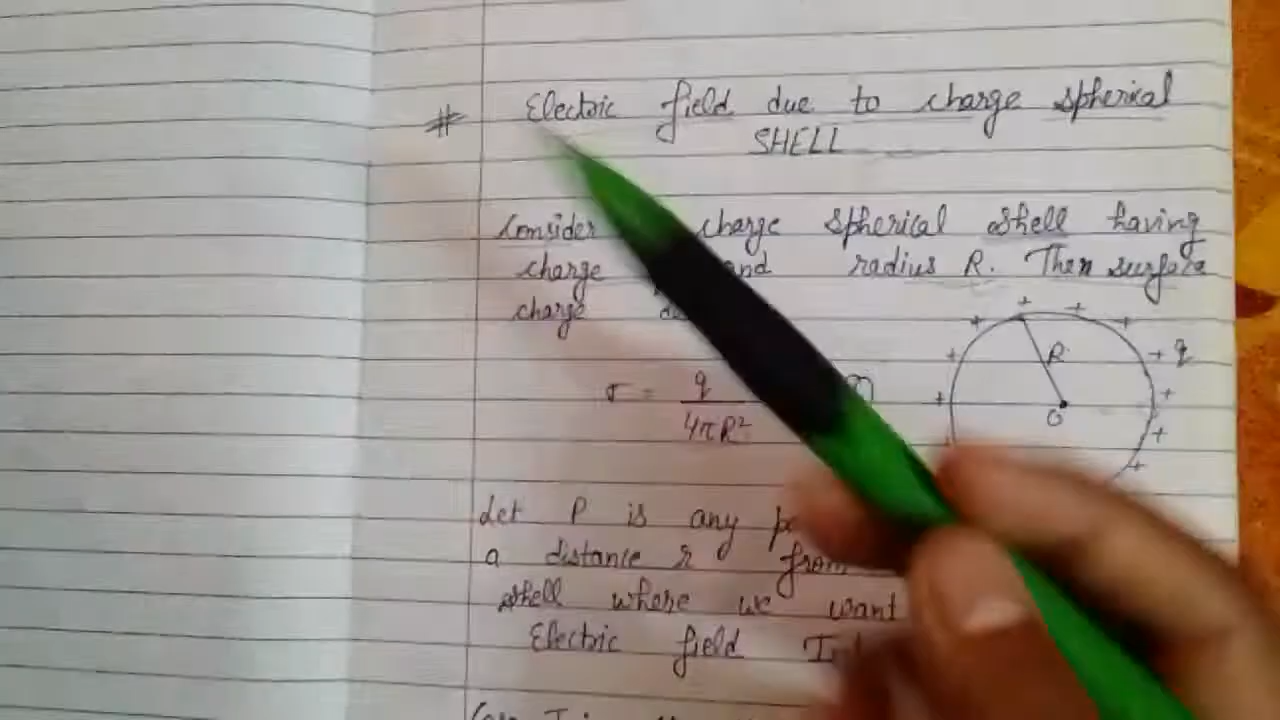 # Electric field due to charge spherical
SHELL
Consider charge spherical shell having
charge and radius R. Then surface
charge
σ = q / 4πR²
+ + + + + + q + + + + R O
Let P is any
a distance r from
shell where we want
Electric field